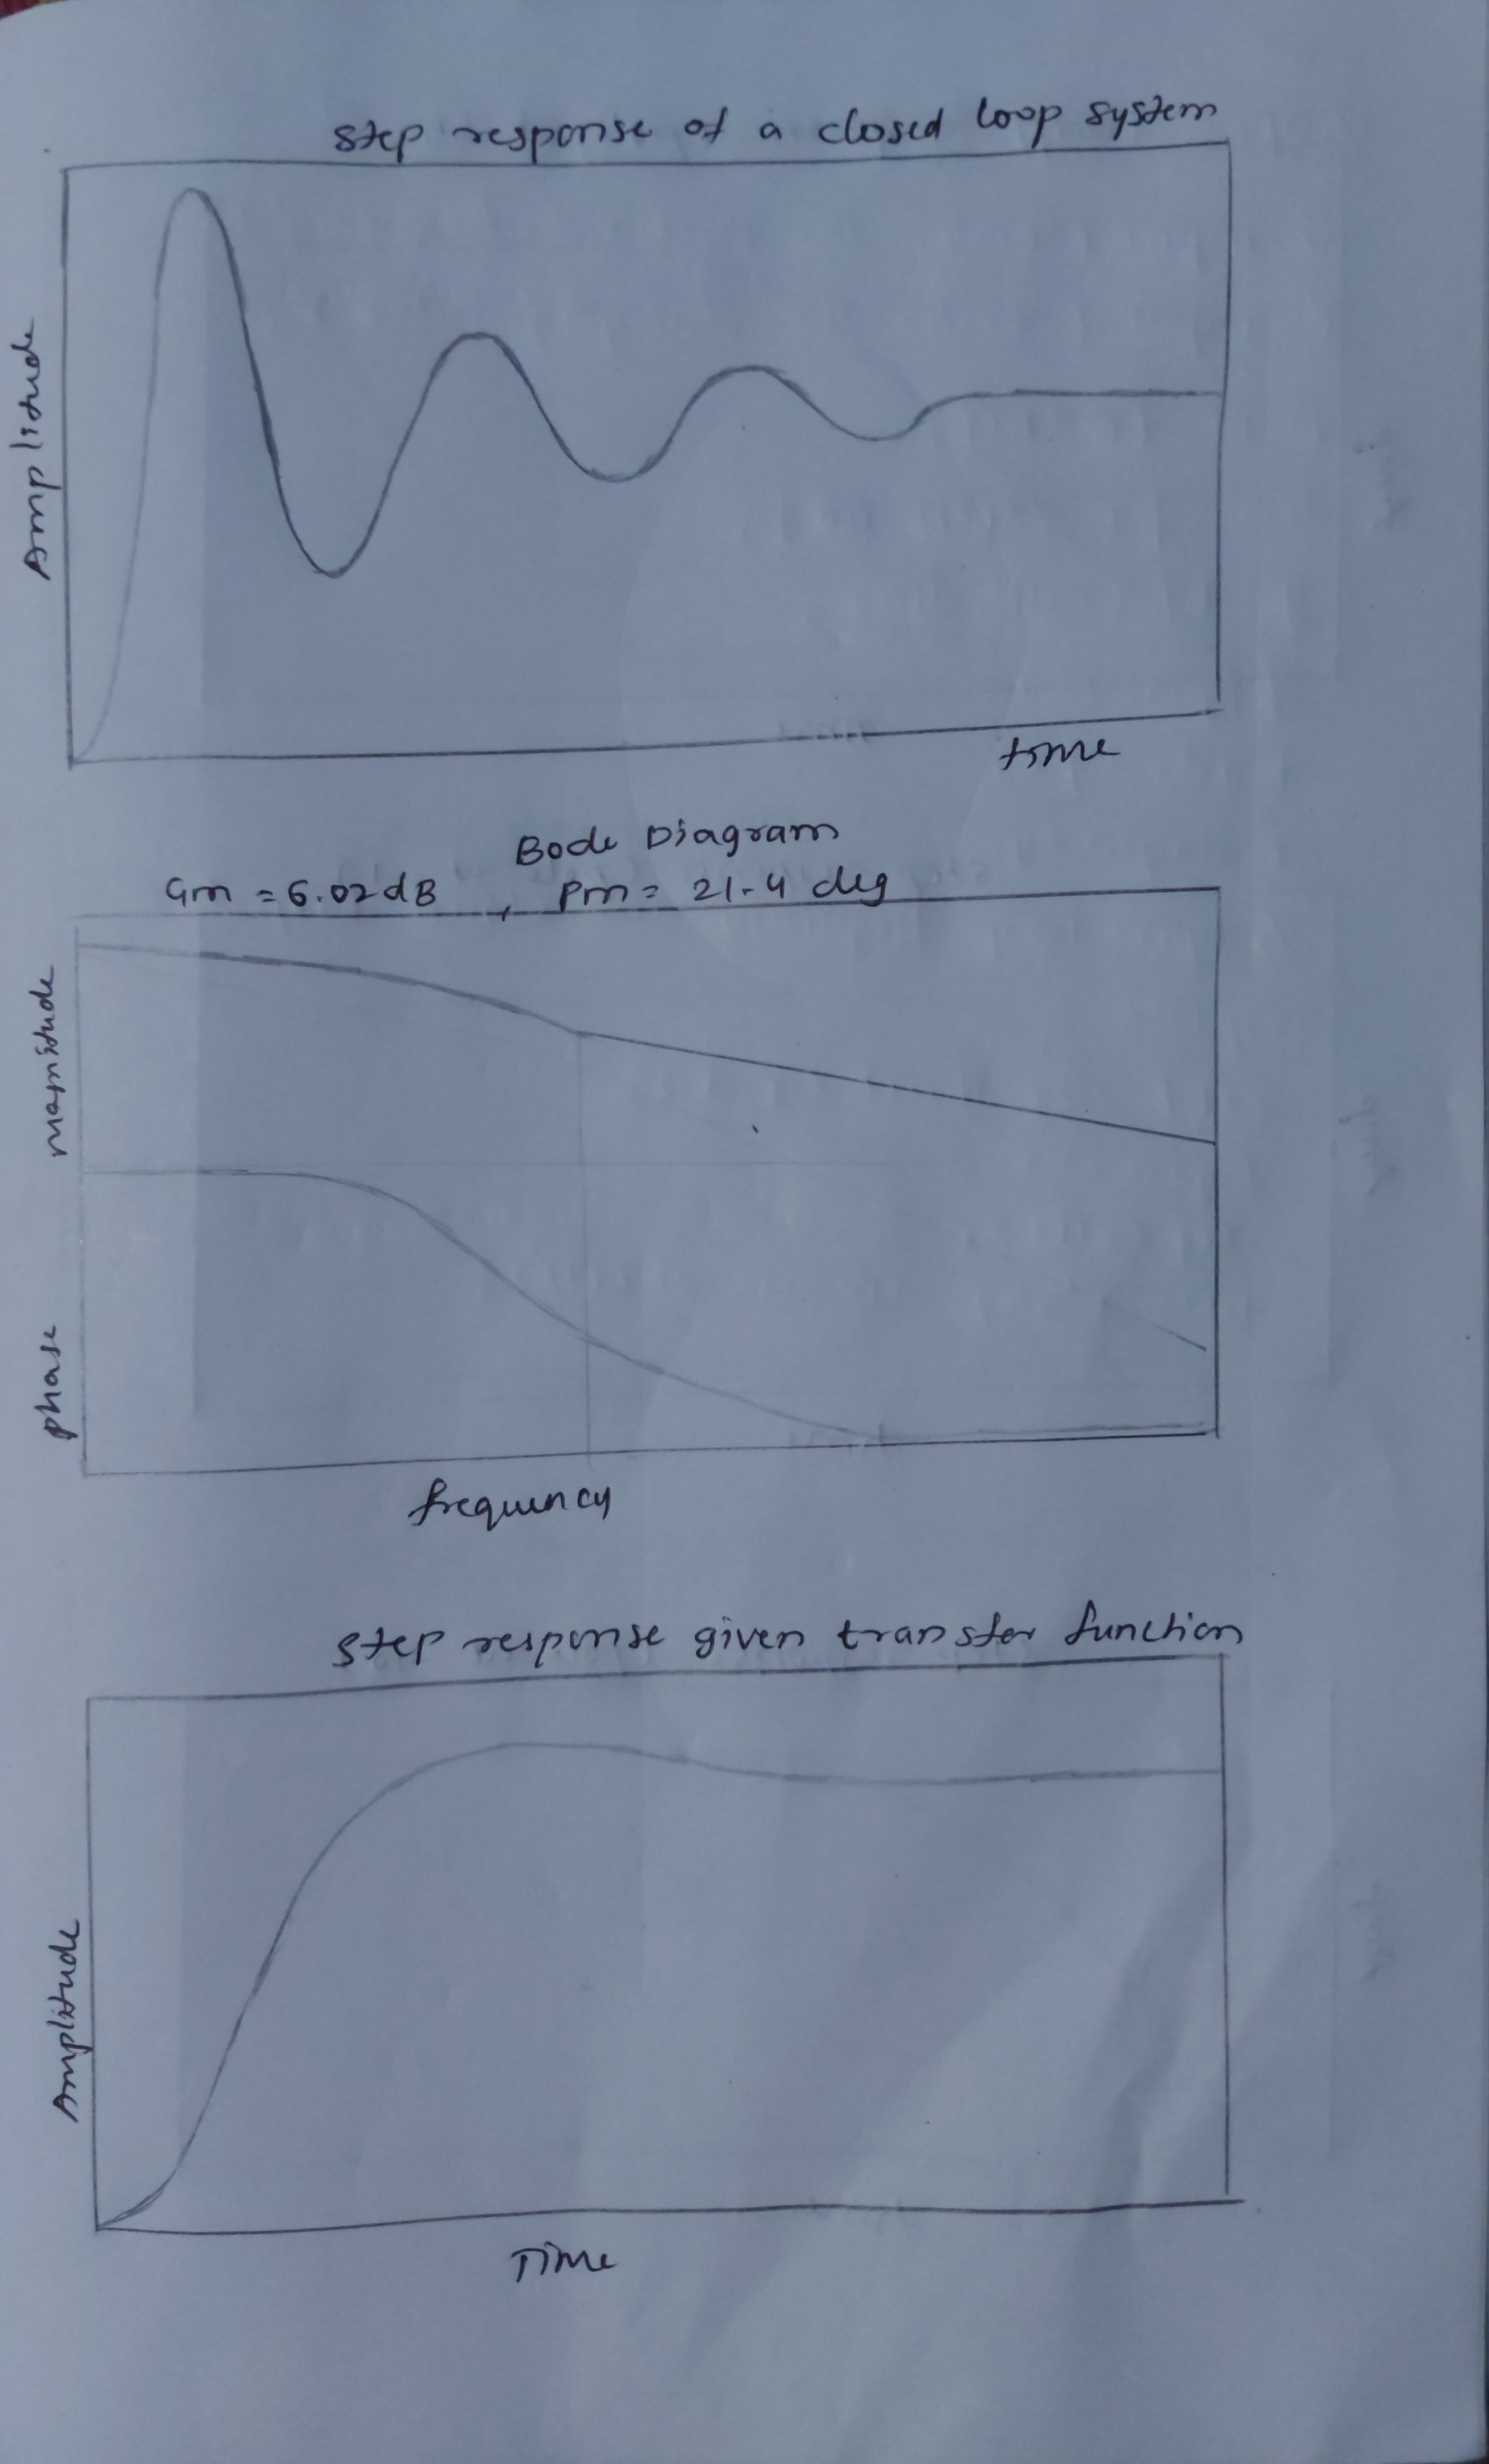 Step response of a closed loop system
Amplitude
time
Bode Diagram
Gm = 6.02 dB , Pm = 21.4 deg
magnitude
phase
frequency
Step response given transfer function
Amplitude
Time